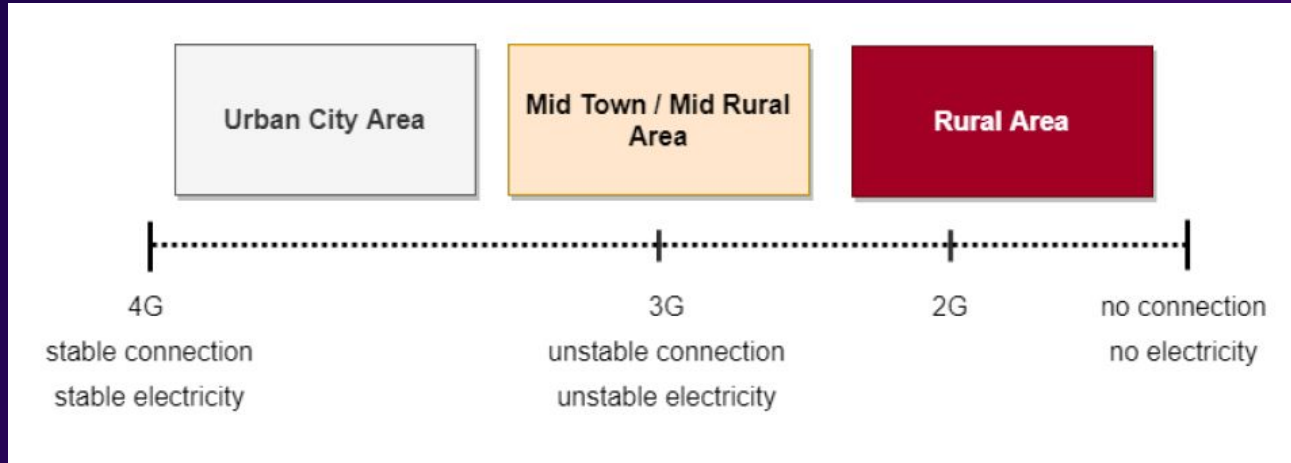 Urban City Area
Mid Town / Mid Rural
Area
Rural Area
4G
stable connection
stable electricity
3G
unstable connection
unstable electricity
2G
no connection
no electricity